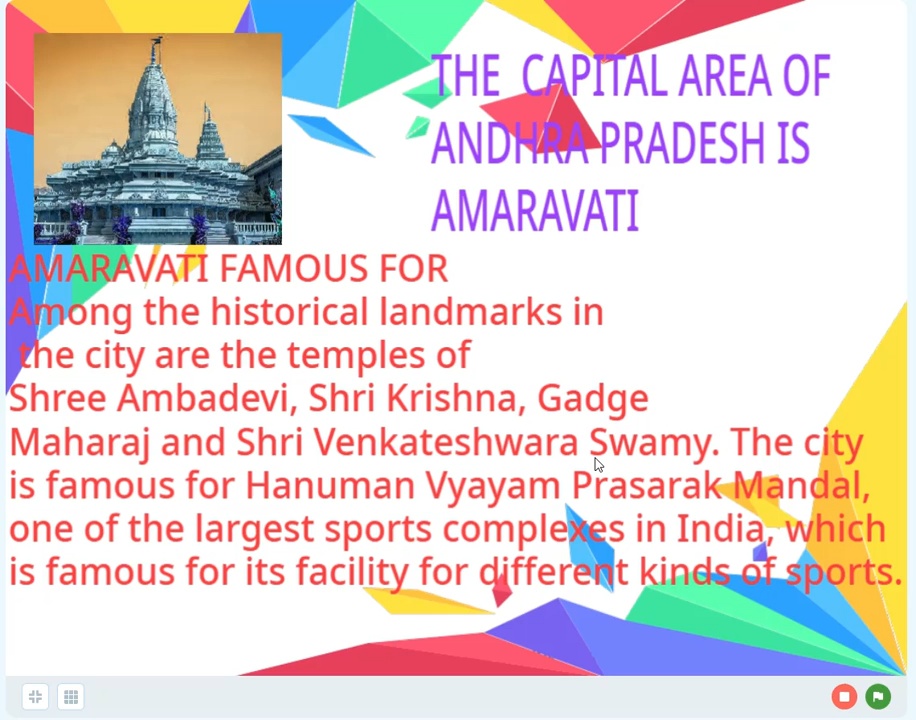 THE CAPITAL AREA OF
ANDHRA PRADESH IS
AMARAVATI
AMARAVATI FAMOUS FOR
Among the historical landmarks in
the city are the temples of
Shree Ambadevi, Shri Krishna, Gadge
Maharaj and Shri Venkateshwara Swamy. The city
is famous for Hanuman Vyayam Prasarak Mandal,
one of the largest sports complexes in India, which
is famous for its facility for different kinds of sports.